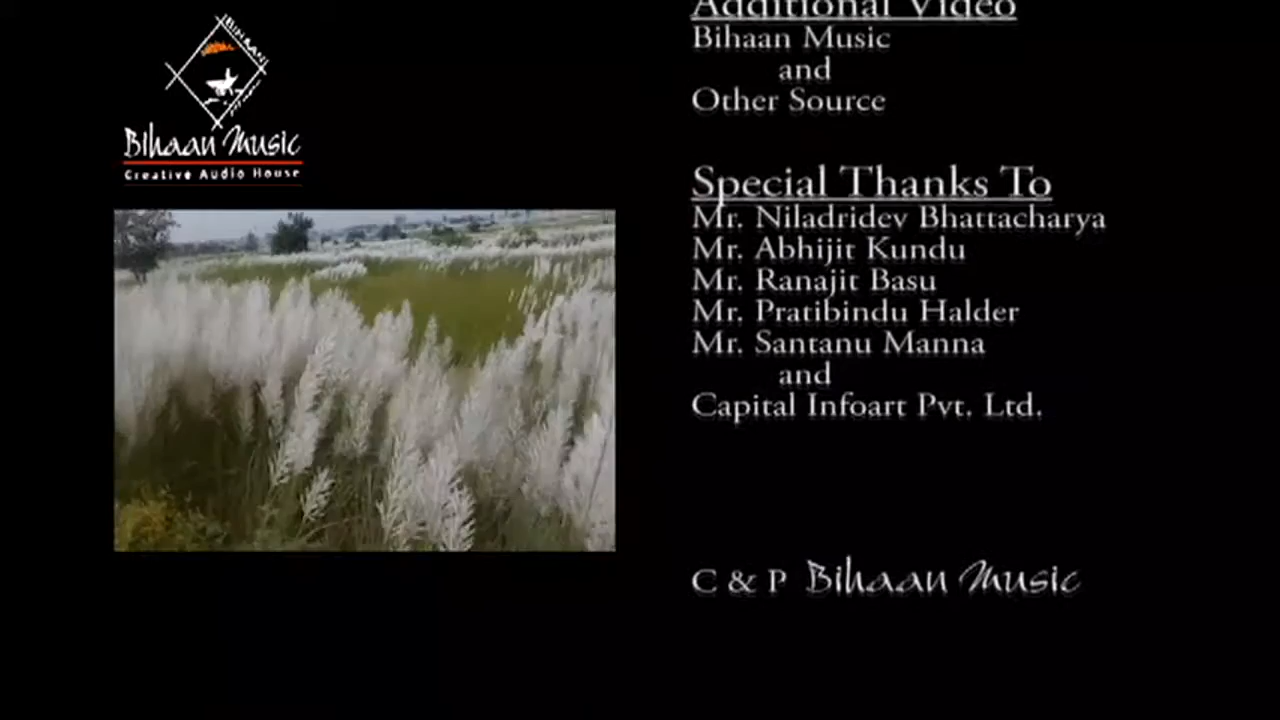 BIHAAN
Bihaan Music
Creative Audio House
Additional Video
Bihaan Music
and
Other Source
Special Thanks To
Mr. Niladridev Bhattacharya
Mr. Abhijit Kundu
Mr. Ranajit Basu
Mr. Pratibindu Halder
Mr. Santanu Manna
and
Capital Infoart Pvt. Ltd.
C & P Bihaan Music